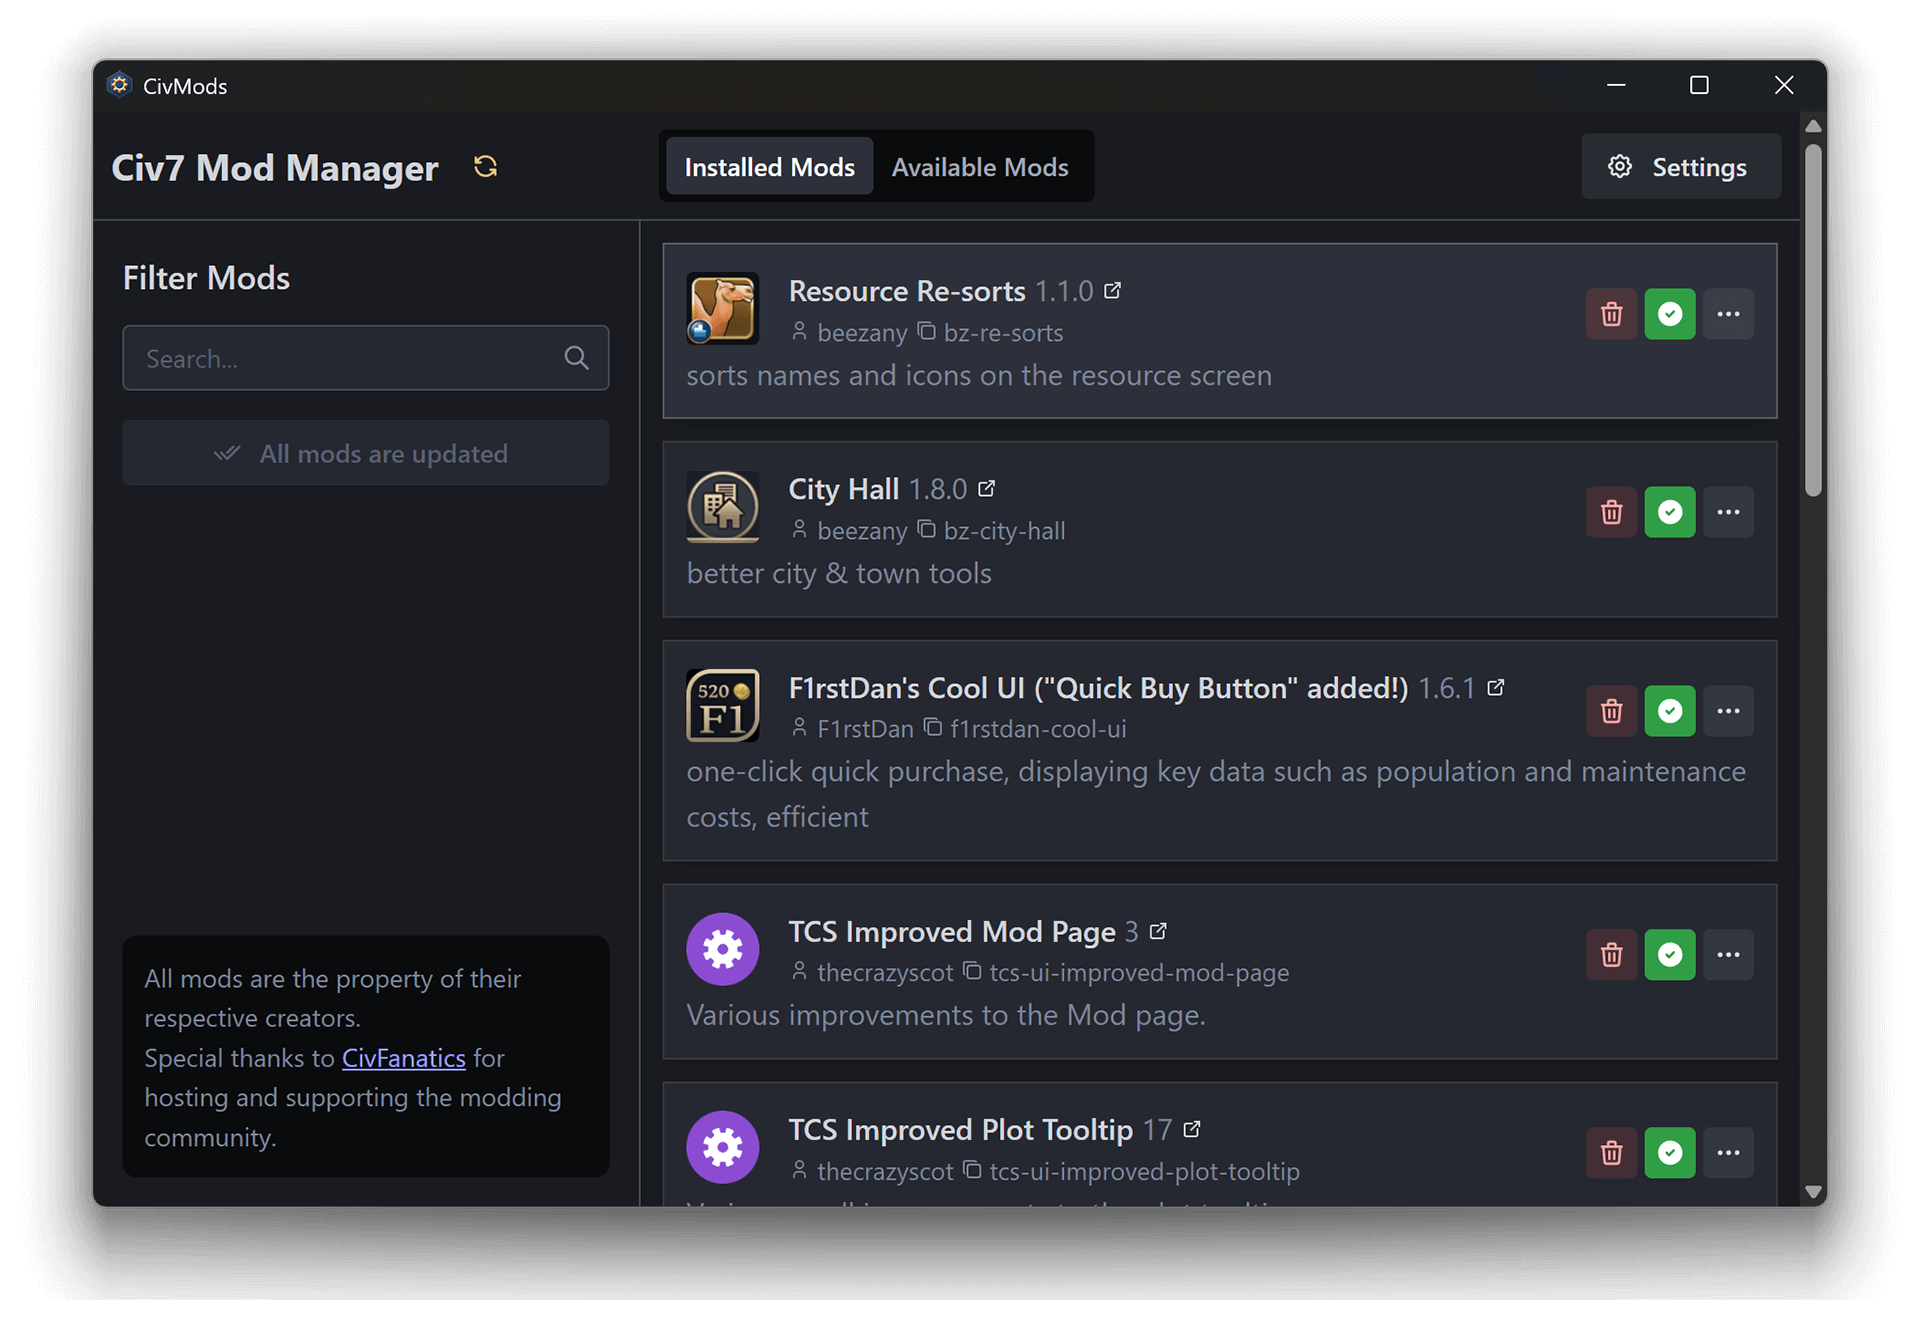 CivMods
Civ7 Mod Manager
Installed Mods
Available Mods
Settings
Filter Mods
Search...
All mods are updated
All mods are the property of their
respective creators.
Special thanks to CivFanatics for
hosting and supporting the modding
community.
Resource Re-sorts 1.1.0
beezany bz-re-sorts
sorts names and icons on the resource screen
City Hall 1.8.0
beezany bz-city-hall
better city & town tools
520
F1
F1rstDan's Cool UI ("Quick Buy Button" added!) 1.6.1
F1rstDan f1rstdan-cool-ui
one-click quick purchase, displaying key data such as population and maintenance
costs, efficient
TCS Improved Mod Page 3
thecrazyscot tcs-ui-improved-mod-page
Various improvements to the Mod page.
TCS Improved Plot Tooltip 17
thecrazyscot tcs-ui-improved-plot-tooltip